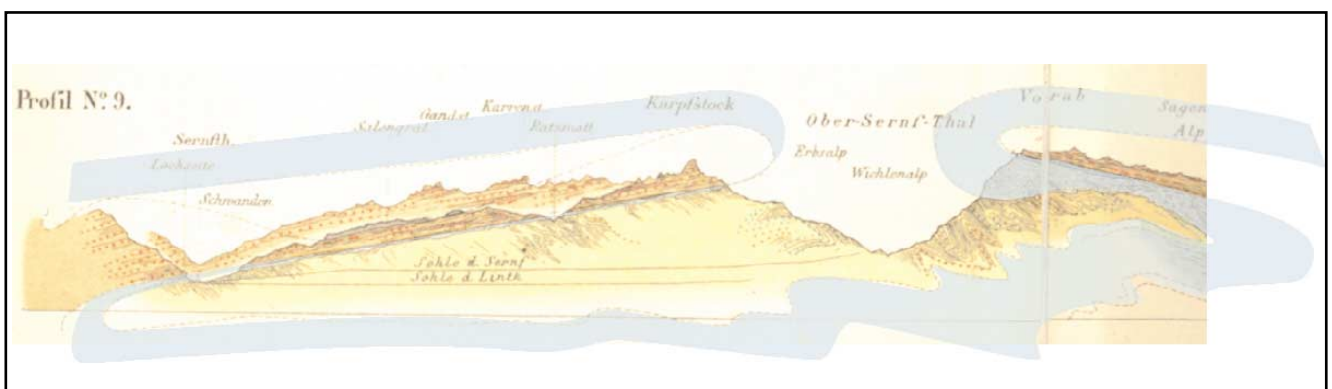 Profil Nº 9.
Sernfth.
Lochseite
Schwanden
Salengrat
Gandst.
Karrenst.
Ratzmatt
Kärpfstock
Ober-Sernf-Thal
Erbsalp
Wichlenalp
Vorab
Sagen
Alp
Sohle d. Sernf
Sohle d. Linth